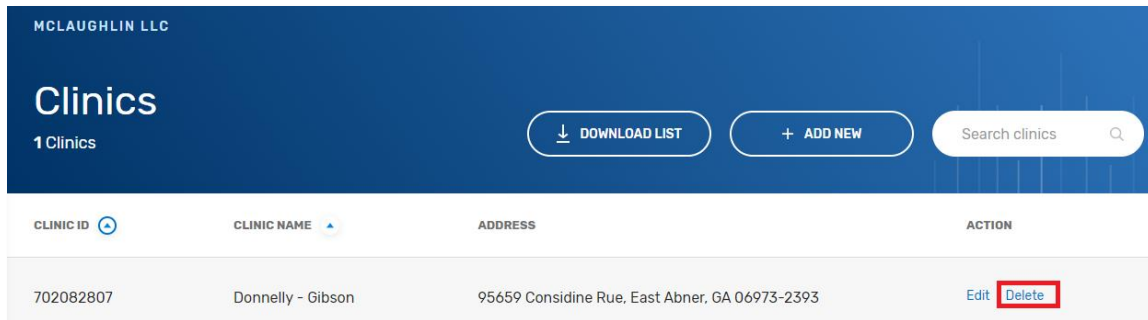 MCLAUGHLIN LLC
Clinics
1 Clinics
DOWNLOAD LIST
+ ADD NEW
Search clinics
CLINIC ID CLINIC NAME ADDRESS ACTION
702082807 Donnelly - Gibson 95659 Considine Rue, East Abner, GA 06973-2393 Edit Delete